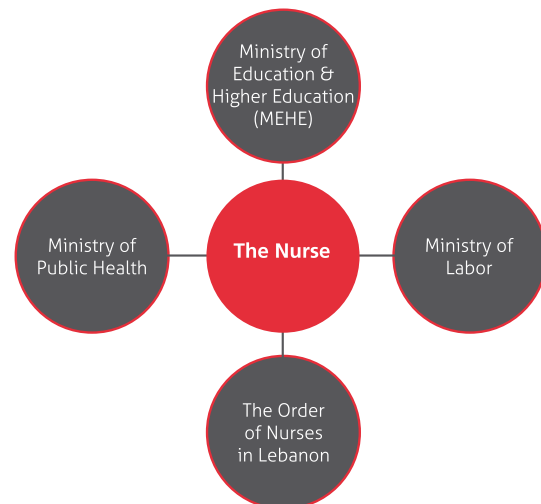 Ministry of
Education &
Higher Education
(MEHE)
Ministry of
Public Health
The Nurse
Ministry of
Labor
The Order
of Nurses
in Lebanon